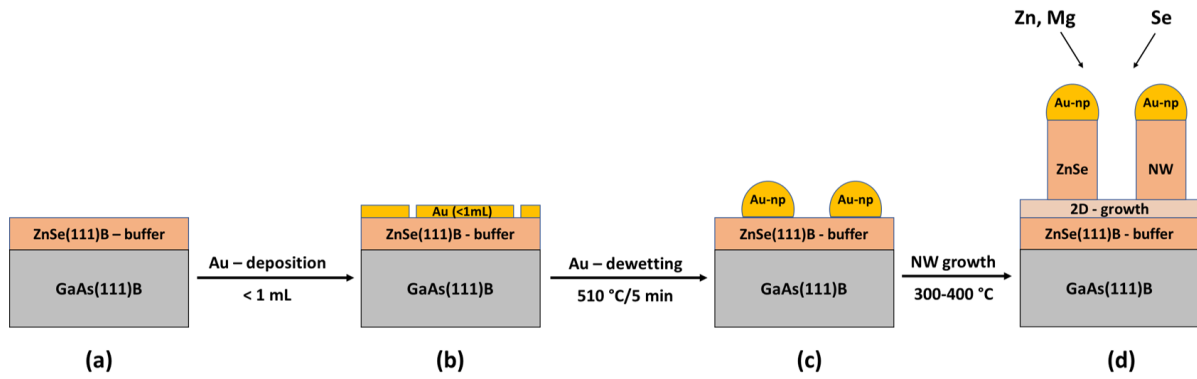 Zn, Mg
Se
Au-np
Au-np
ZnSe
NW
2D - growth
ZnSe(111)B - buffer
GaAs(111)B
Au-np
Au-np
ZnSe(111)B - buffer
GaAs(111)B
Au (<1mL)
ZnSe(111)B - buffer
GaAs(111)B
ZnSe(111)B – buffer
GaAs(111)B
Au – deposition
< 1 mL
Au – dewetting
510 °C/5 min
NW growth
300-400 °C
(a)
(b)
(c)
(d)